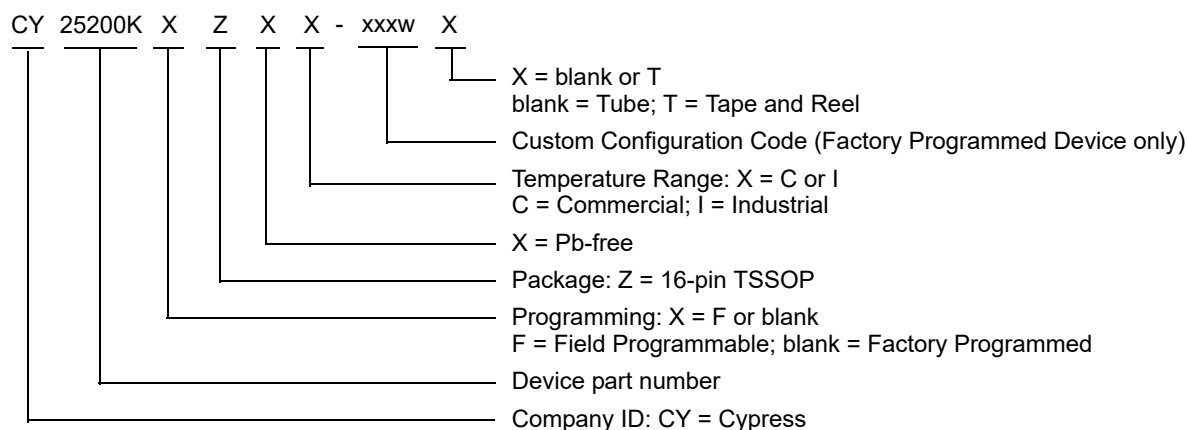 CY 25200K X Z X X - xxxw X
X = blank or T
blank = Tube; T = Tape and Reel
Custom Configuration Code (Factory Programmed Device only)
Temperature Range: X = C or I
C = Commercial; I = Industrial
X = Pb-free
Package: Z = 16-pin TSSOP
Programming: X = F or blank
F = Field Programmable; blank = Factory Programmed
Device part number
Company ID: CY = Cypress